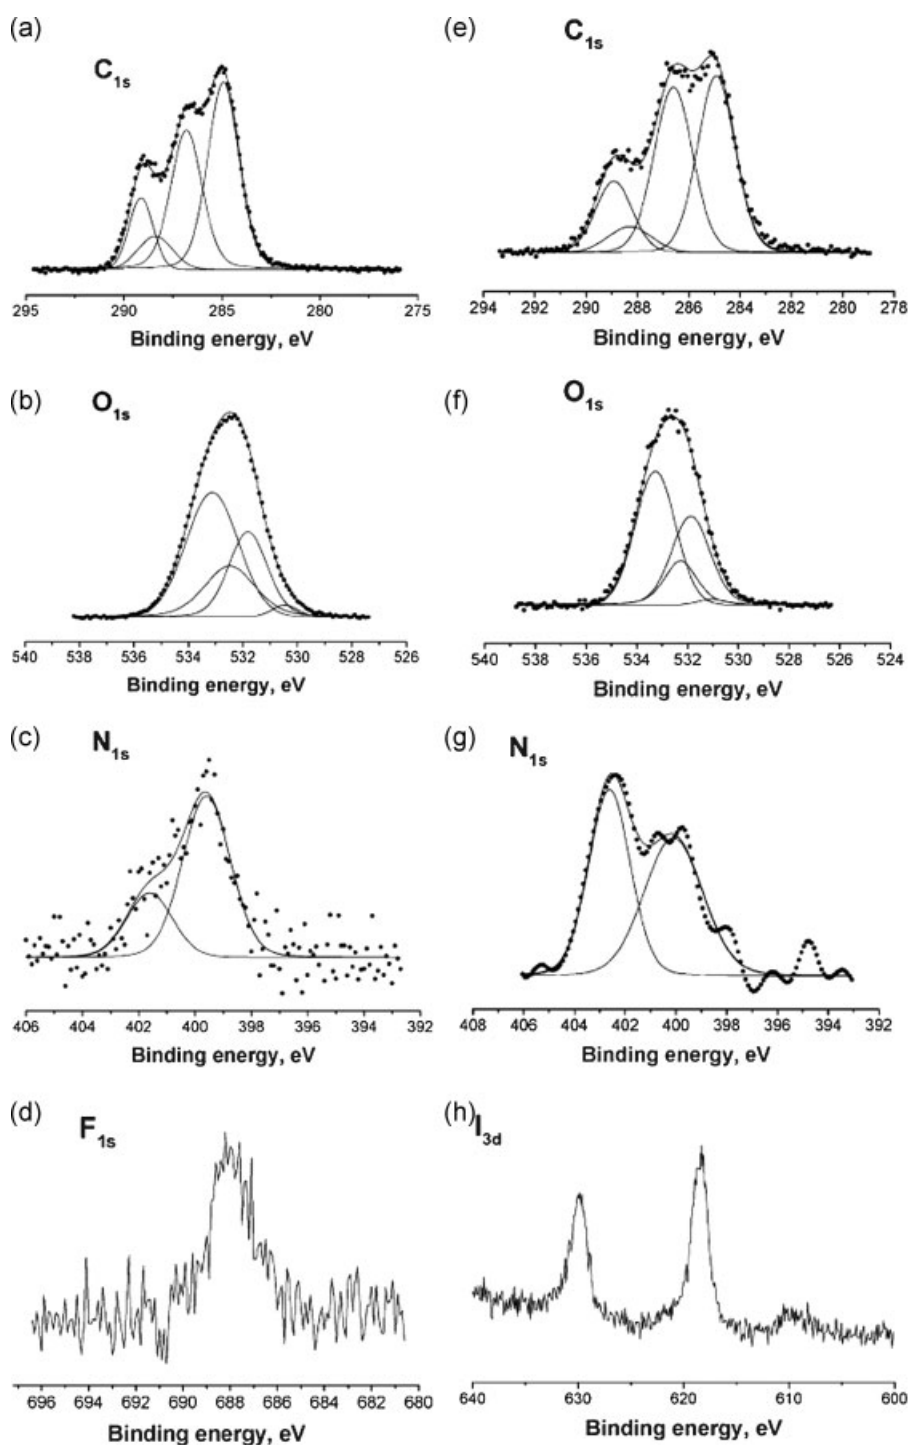 (a)
C1s
295 290 285 280 275
Binding energy, eV
(e)
C1s
294 292 290 288 286 284 282 280 278
Binding energy, eV
(b)
O1s
540 538 536 534 532 530 528 526
Binding energy, eV
(f)
O1s
540 538 536 534 532 530 528 526 524
Binding energy, eV
(c)
N1s
406 404 402 400 398 396 394 392
Binding energy, eV
(g)
N1s
408 406 404 402 400 398 396 394 392
Binding energy, eV
(d)
F1s
696 694 692 690 688 686 684 682 680
Binding energy, eV
(h)
I3d
640 630 620 610 600
Binding energy, eV